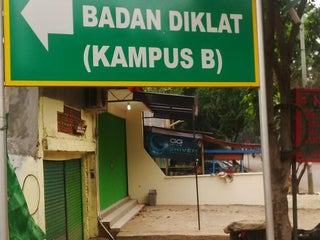 BADAN DIKLAT
(KAMPUS B)